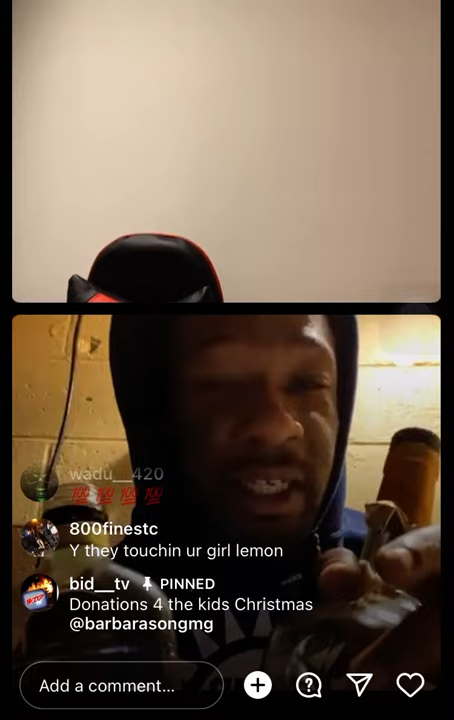 wadu__420
💯 💯 💯 💯
800finestc
Y they touchin ur girl lemon
bid__tv PINNED
Donations 4 the kids Christmas
@barbarasongmg
Add a comment...